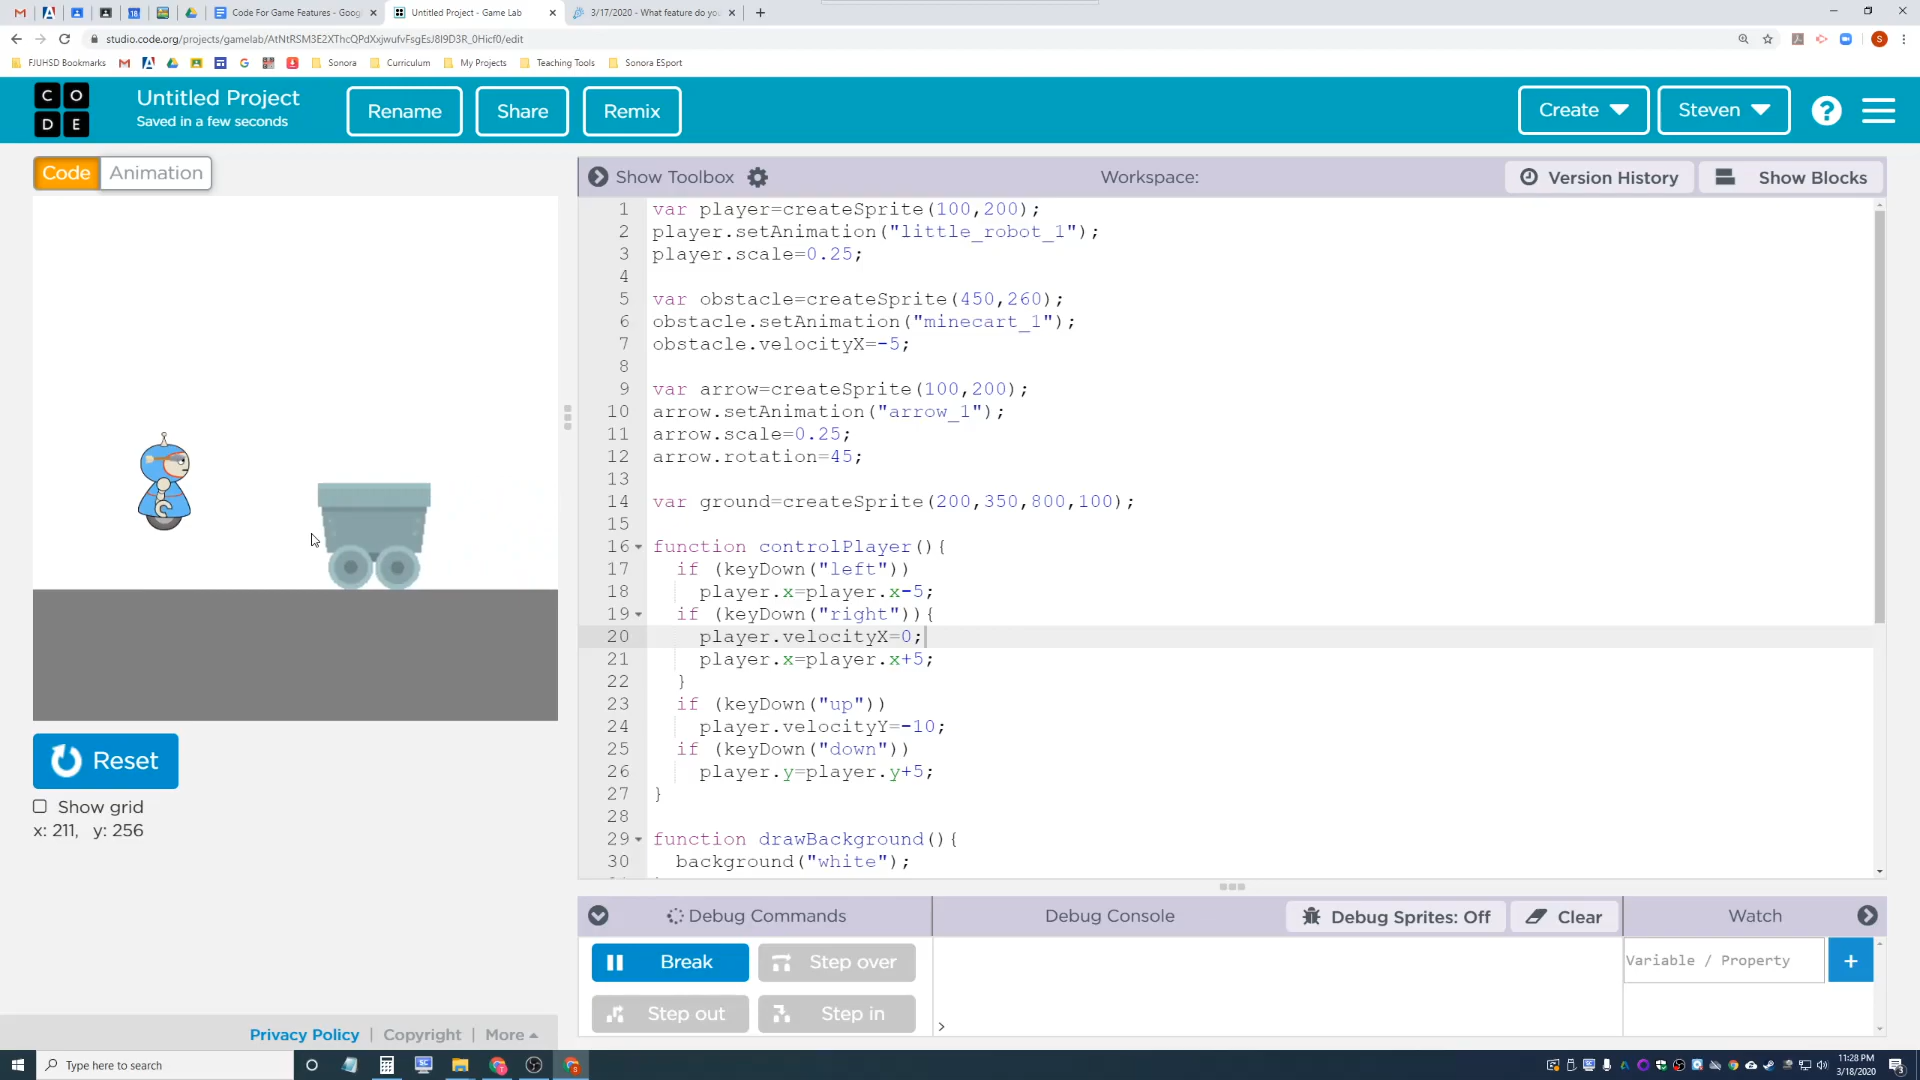 Code For Game Features - Goog
Untitled Project - Game Lab
3/17/2020 - What feature do you
studio.code.org/projects/gamelab/AtNtRSM3E2XThcQPdXxjwufvFsgEsJ8I9D3R_0Hicf0/edit
FJUHSD Bookmarks
Sonora
Curriculum
My Projects
Teaching Tools
Sonora ESport
C O
D E
Untitled Project
Saved in a few seconds
Rename
Share
Remix
Create
Steven
?
Code
Animation
Show Toolbox
Workspace:
Version History
Show Blocks
1 var player=createSprite(100,200);
2 player.setAnimation("little_robot_1");
3 player.scale=0.25;
4
5 var obstacle=createSprite(450,260);
6 obstacle.setAnimation("minecart_1");
7 obstacle.velocityX=-5;
8
9 var arrow=createSprite(100,200);
10 arrow.setAnimation("arrow_1");
11 arrow.scale=0.25;
12 arrow.rotation=45;
13
14 var ground=createSprite(200,350,800,100);
15
16 function controlPlayer(){
17 if (keyDown("left"))
18 player.x=player.x-5;
19 if (keyDown("right")){
20 player.velocityX=0;
21 player.x=player.x+5;
22 }
23 if (keyDown("up"))
24 player.velocityY=-10;
25 if (keyDown("down"))
26 player.y=player.y+5;
27 }
28
29 function drawBackground(){
30 background("white");
Reset
Show grid
x: 211, y: 256
Debug Commands
Debug Console
Debug Sprites: Off
Clear
Watch
Break
Step over
Step out
Step in
Variable / Property
+
>
Privacy Policy | Copyright | More
Type here to search
11:28 PM
3/18/2020